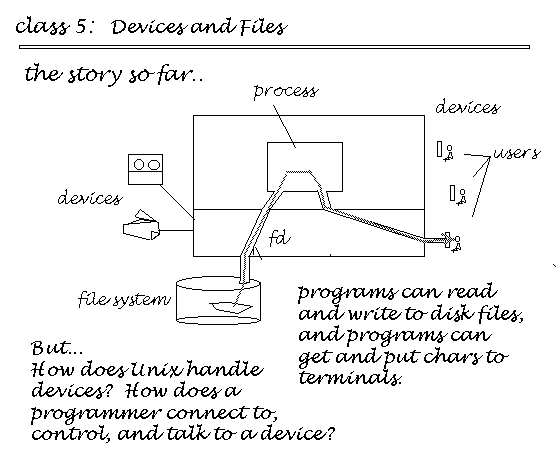 class 5: Devices and Files
the story so far..
process
devices
users
devices
fd
file system
programs can read
and write to disk files,
and programs can
get and put chars to
terminals.
But...
How does Unix handle
devices? How does a
programmer connect to,
control, and talk to a device?